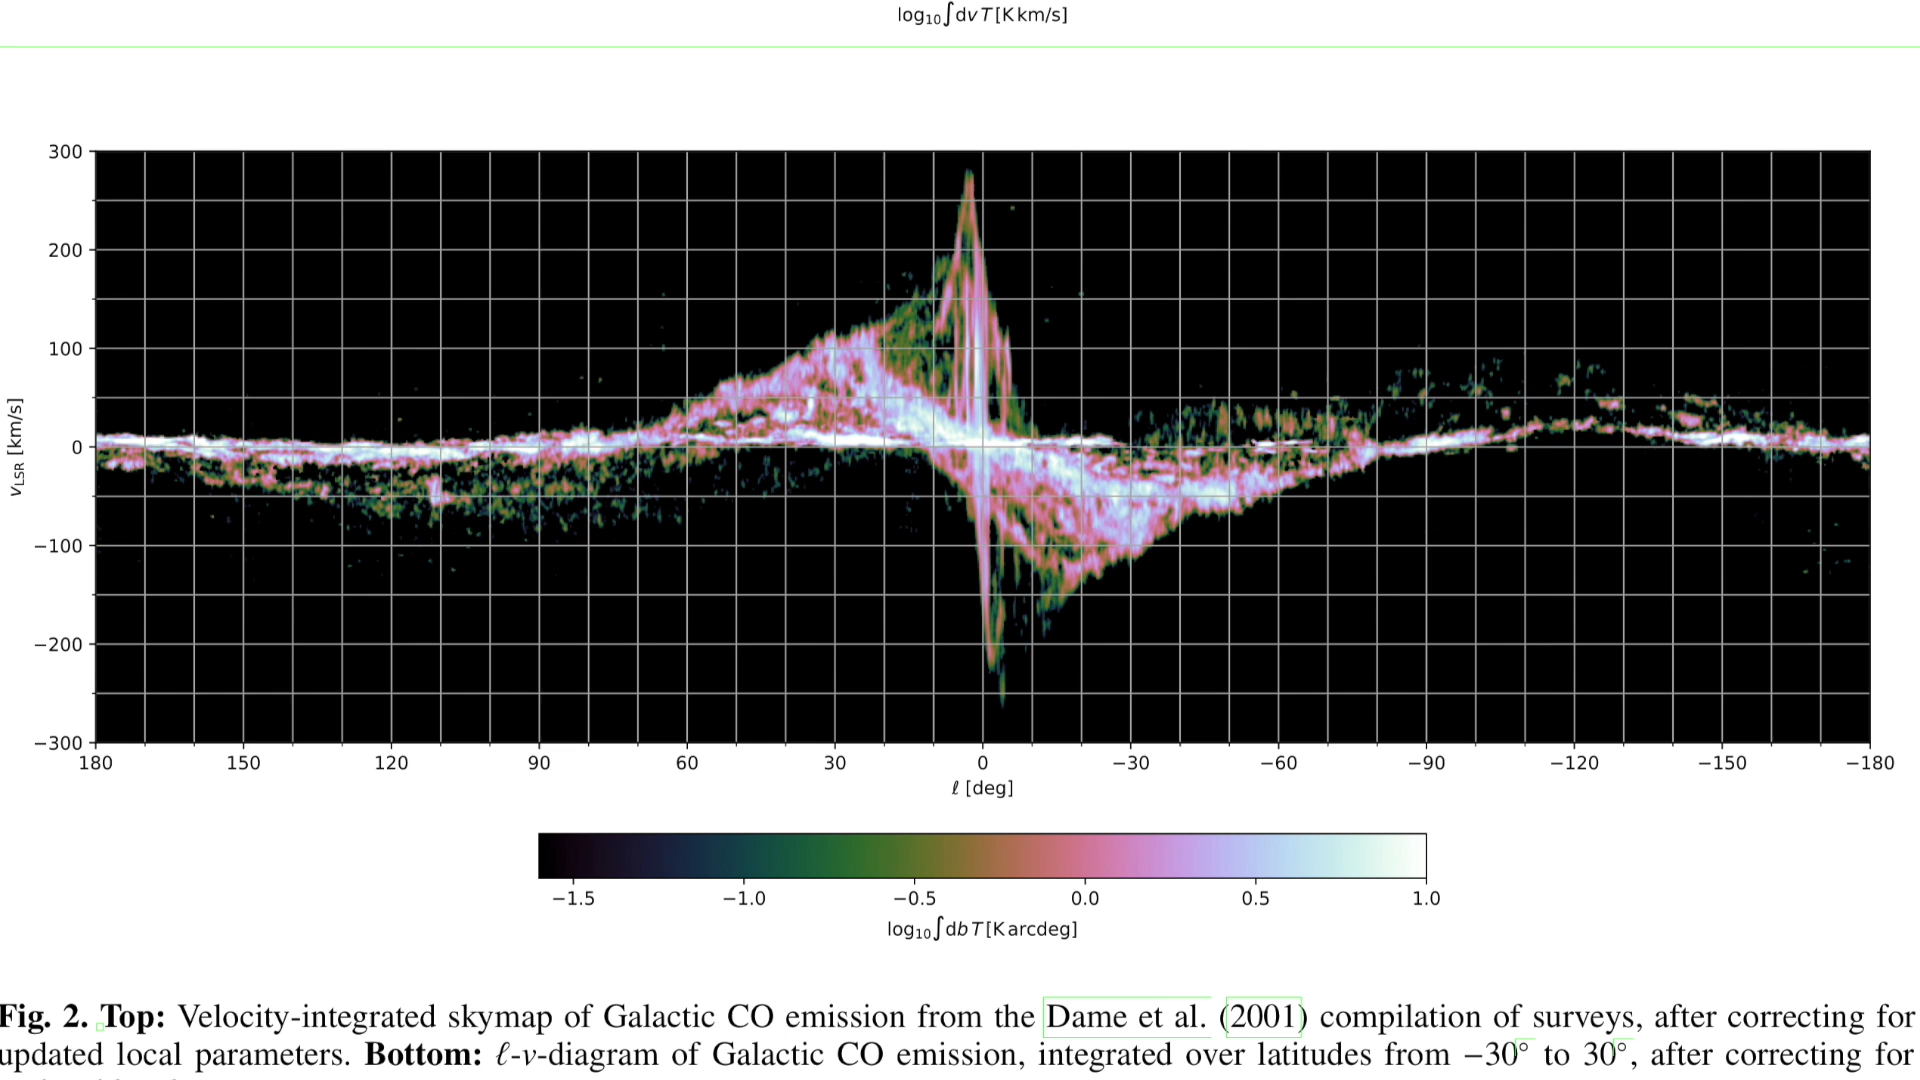 log₁₀∫dv T [K km/s]
300
200
100
0
−100
−200
−300
v_LSR [km/s]
180 150 120 90 60 30 0 −30 −60 −90 −120 −150 −180
ℓ [deg]
−1.5 −1.0 −0.5 0.0 0.5 1.0
log₁₀∫db T [K arcdeg]
Fig. 2. Top: Velocity-integrated skymap of Galactic CO emission from the Dame et al. (2001) compilation of surveys, after correcting for
updated local parameters. Bottom: ℓ-v-diagram of Galactic CO emission, integrated over latitudes from −30° to 30°, after correcting for